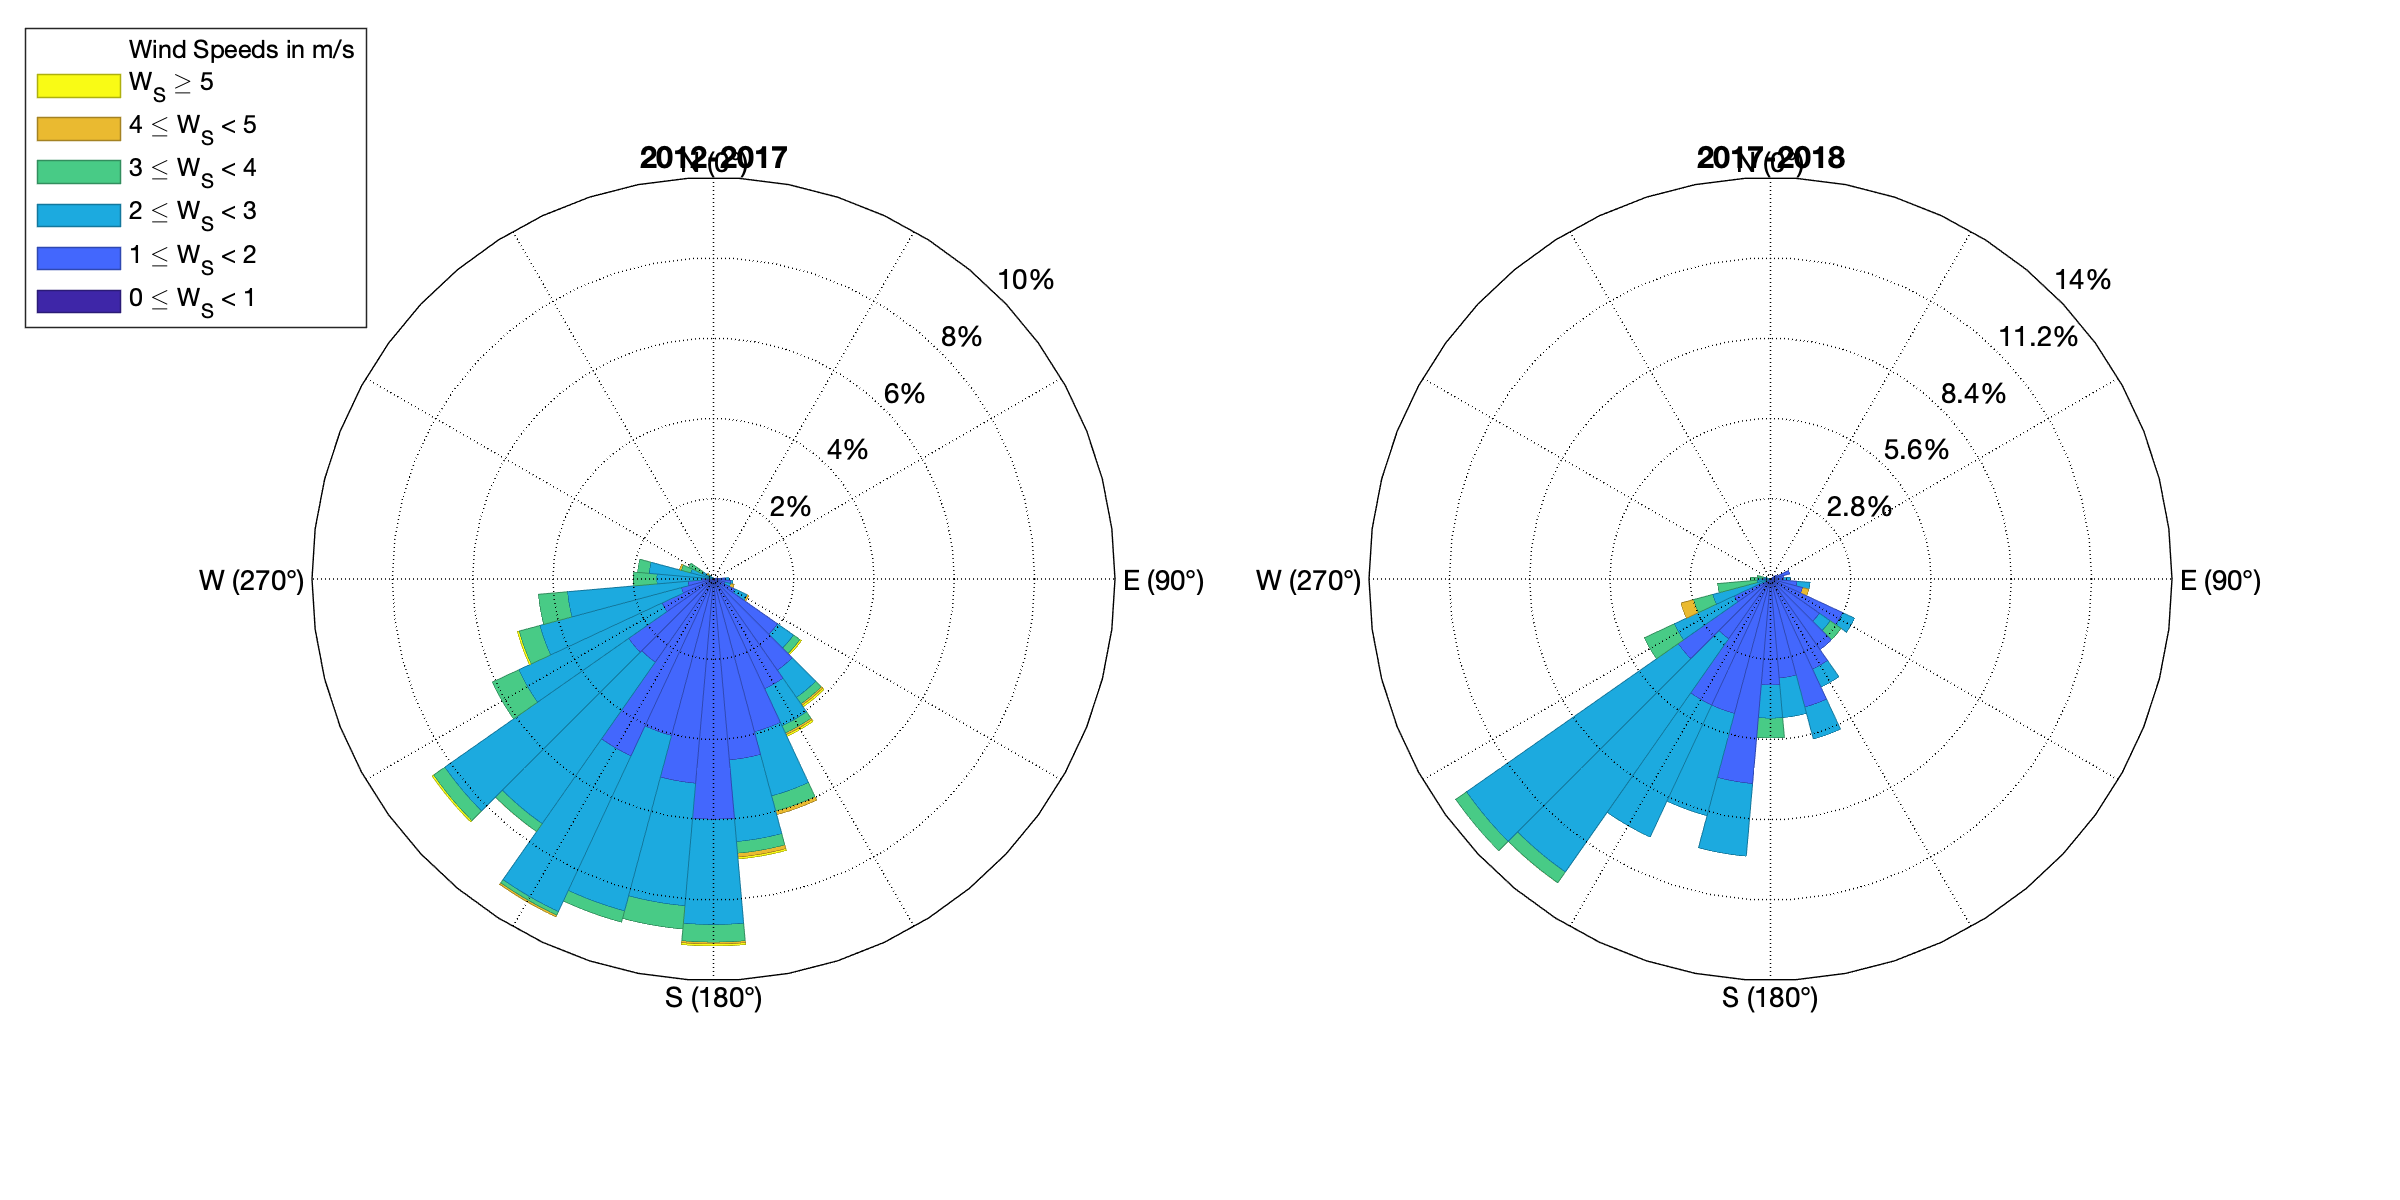 Wind Speeds in m/s
W_S ≥ 5
4 ≤ W_S < 5
3 ≤ W_S < 4
2 ≤ W_S < 3
1 ≤ W_S < 2
0 ≤ W_S < 1
2012-2017
N (0°)
10%
8%
6%
4%
2%
W (270°)
E (90°)
S (180°)
2017-2018
N (0°)
14%
11.2%
8.4%
5.6%
2.8%
W (270°)
E (90°)
S (180°)